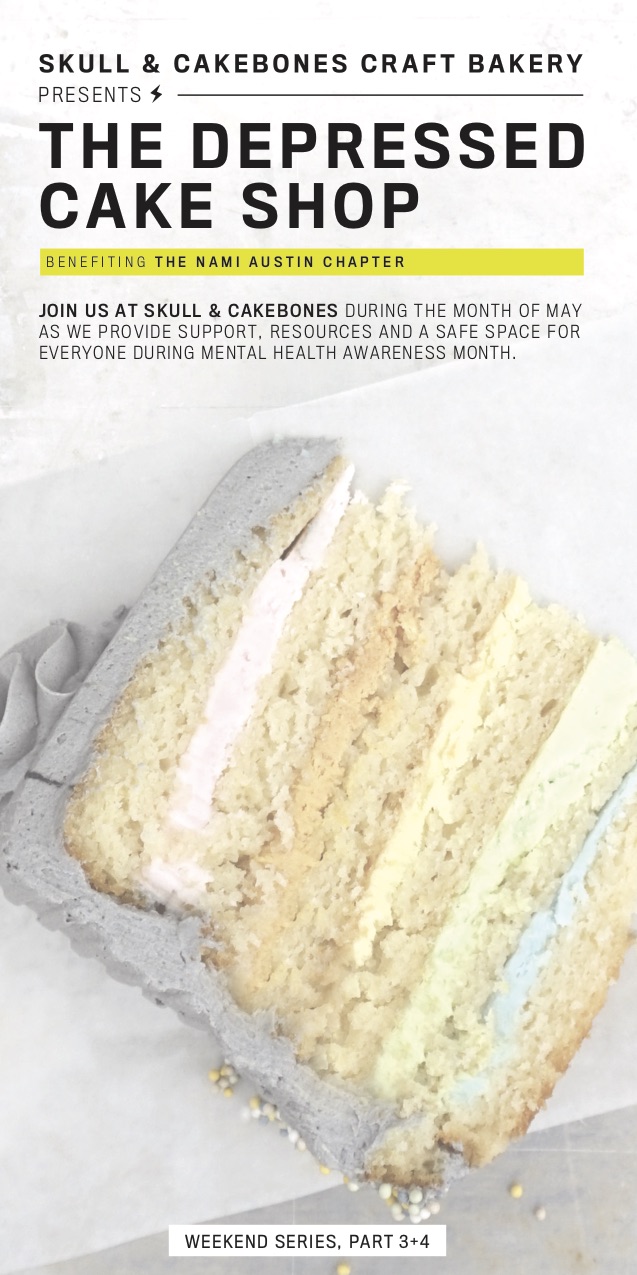 SKULL & CAKEBONES CRAFT BAKERY
PRESENTS
THE DEPRESSED
CAKE SHOP
BENEFITING THE NAMI AUSTIN CHAPTER
JOIN US AT SKULL & CAKEBONES DURING THE MONTH OF MAY
AS WE PROVIDE SUPPORT, RESOURCES AND A SAFE SPACE FOR
EVERYONE DURING MENTAL HEALTH AWARENESS MONTH.
WEEKEND SERIES, PART 3+4